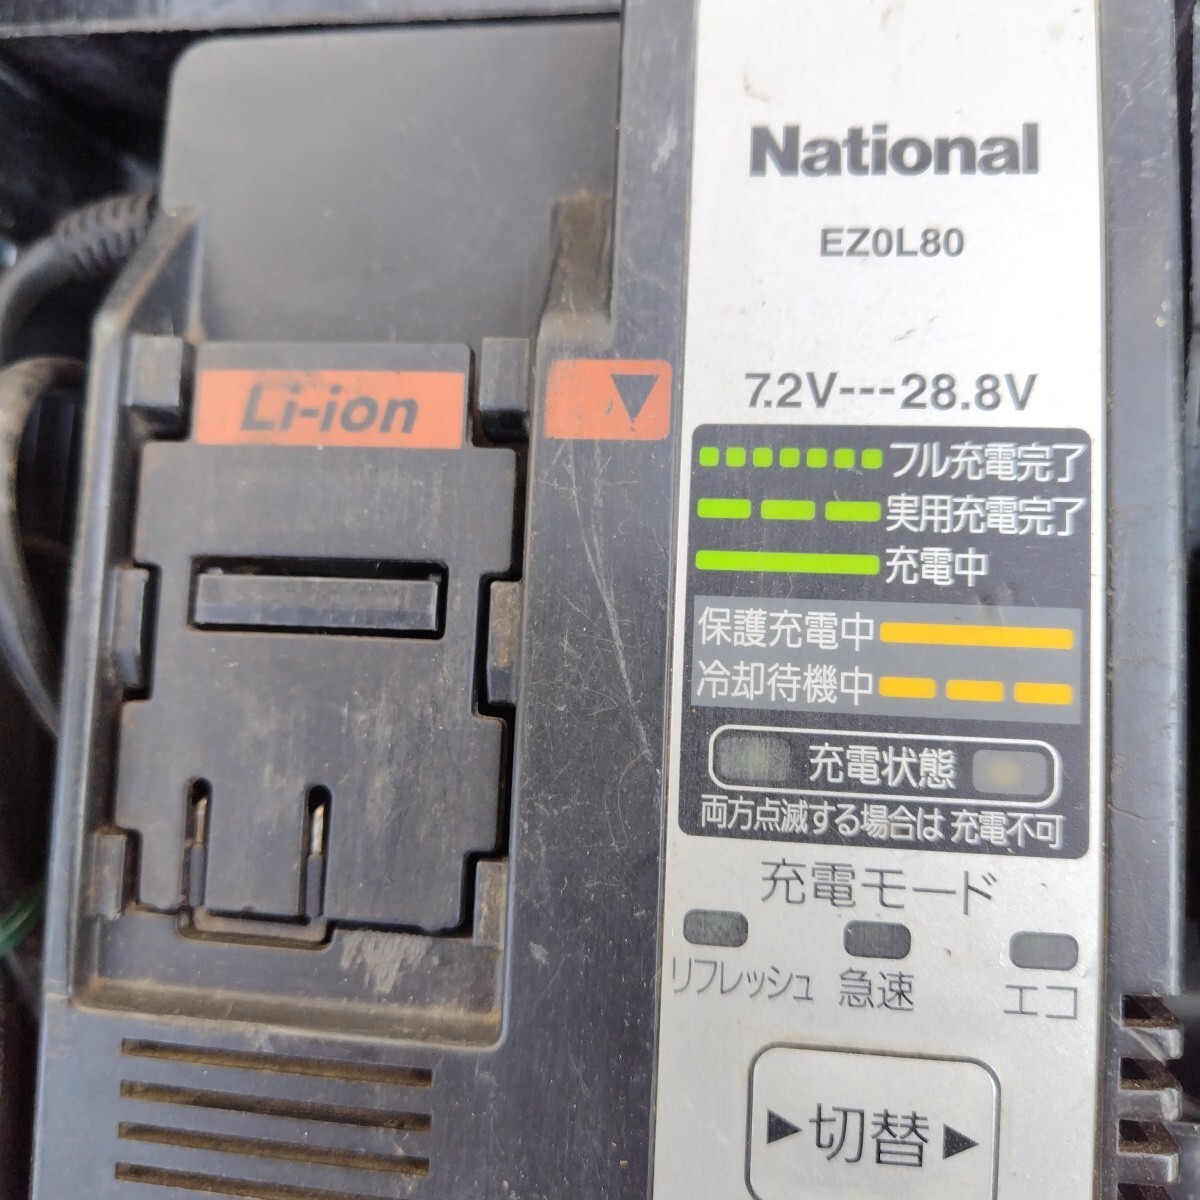 National
EZ0L80
Li-ion
7.2V---28.8V
フル充電完了
実用充電完了
充電中
保護充電中
冷却待機中
充電状態
両方点滅する場合は充電不可
充電モード
リフレッシュ
急速
エコ
▶切替▶